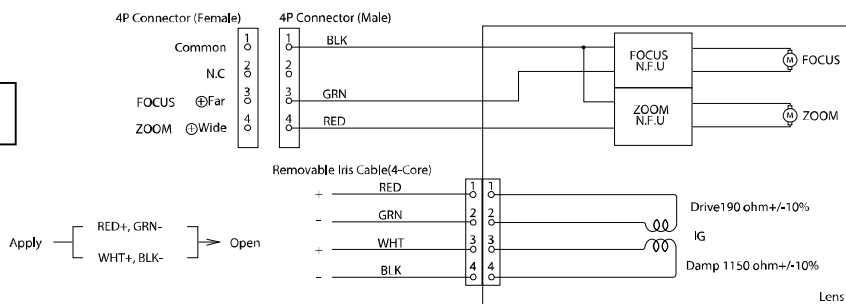 4P Connector (Female)
4P Connector (Male)
Common 1 1 BLK
N.C 2 2
FOCUS ⊕Far 3 3 GRN
ZOOM ⊕Wide 4 4 RED
FOCUS
N.F.U
M FOCUS
ZOOM
N.F.U
M ZOOM
Removable Iris Cable(4-Core)
+ RED 1 1
- GRN 2 2
+ WHT 3 3
- BLK 4 4
Drive190 ohm+/-10%
IG
Damp 1150 ohm+/-10%
Apply
RED+, GRN-
WHT+, BLK-
Open
Lens